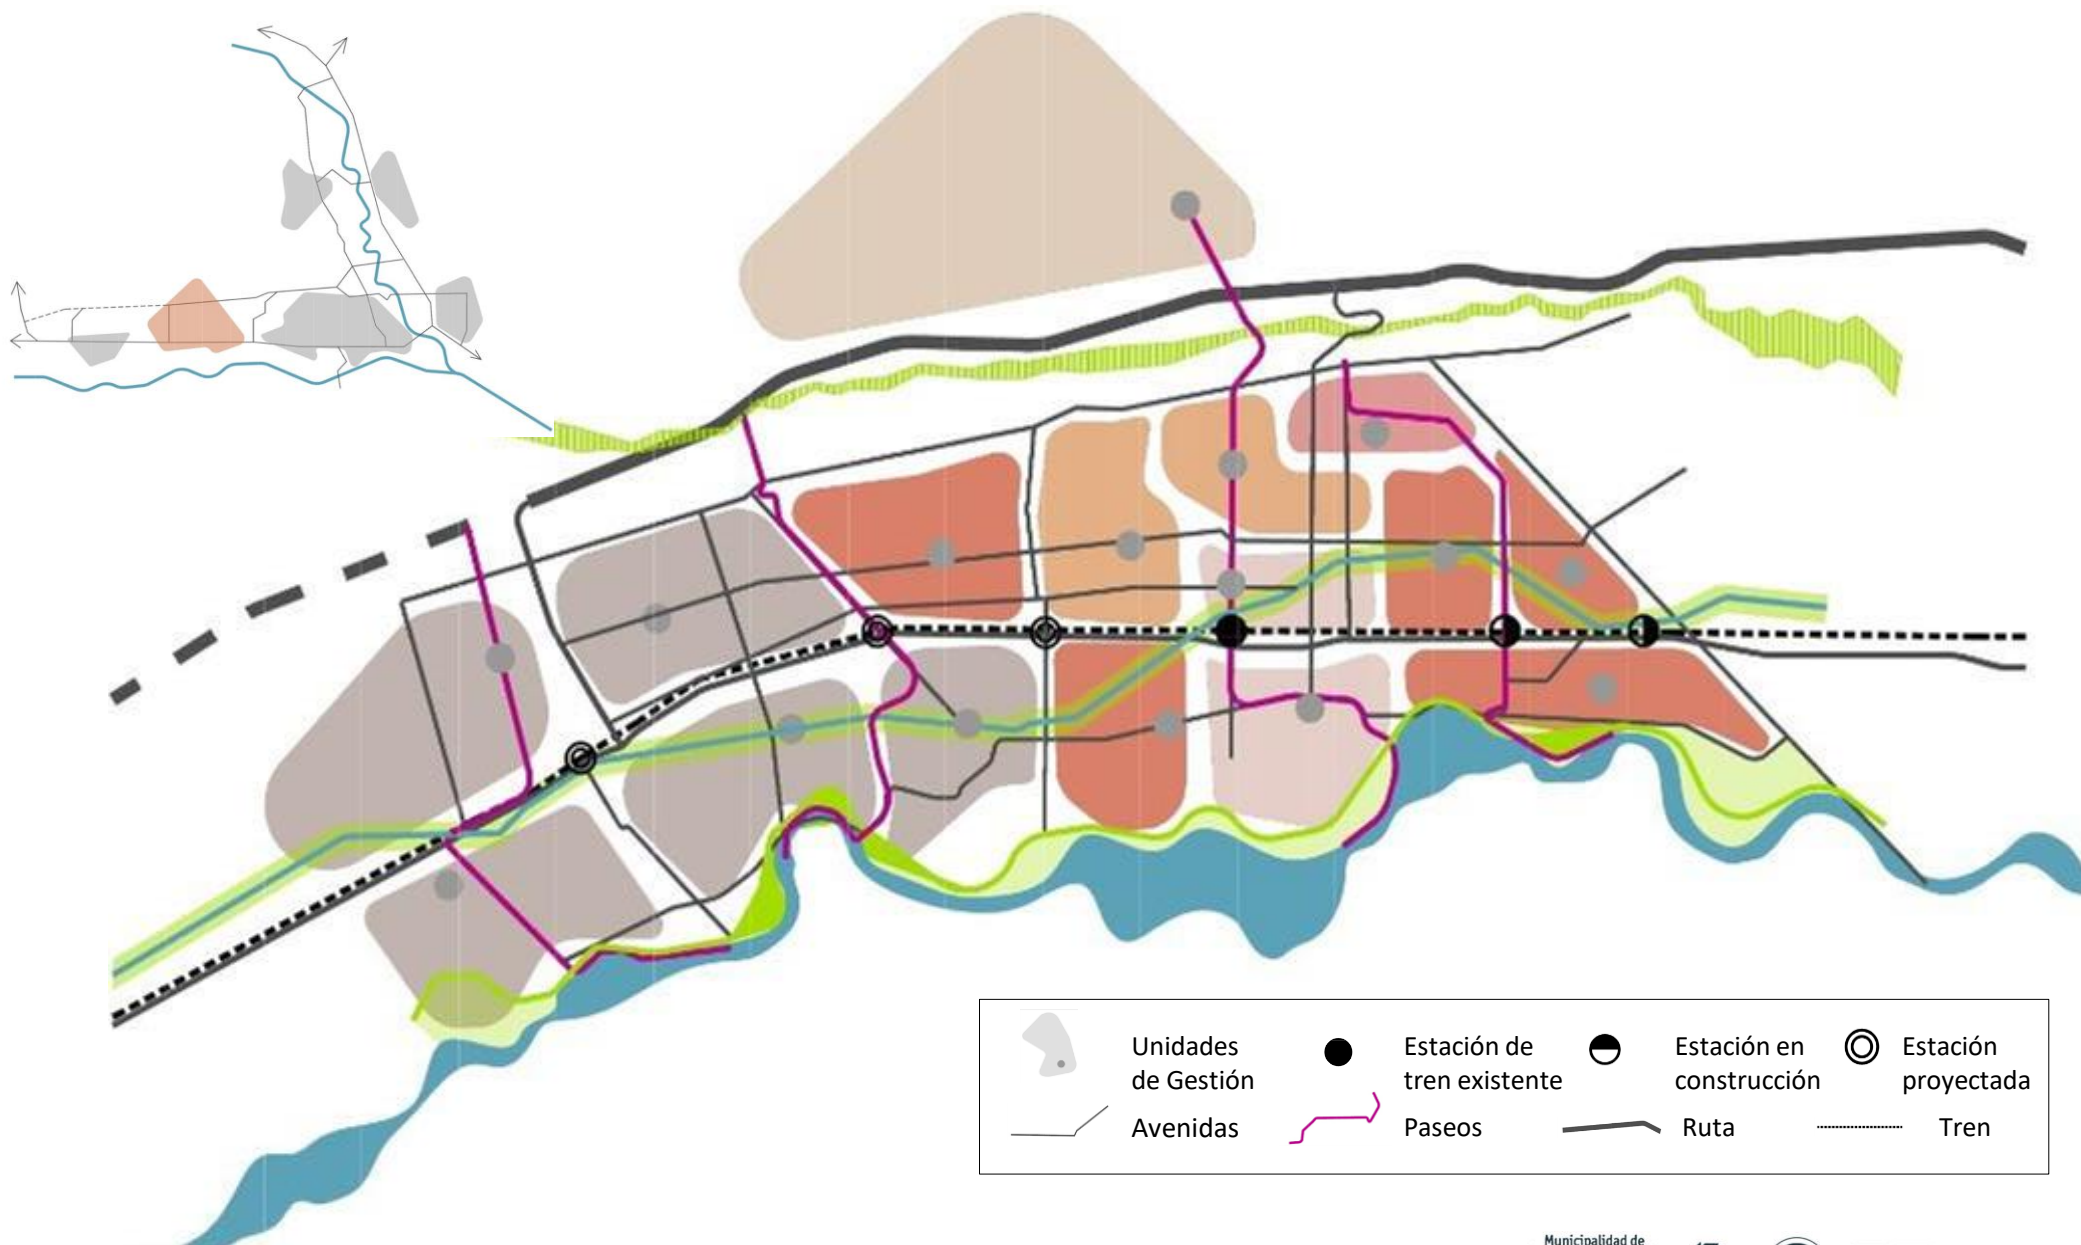 Unidades
de Gestión
Estación de
tren existente
Estación en
construcción
Estación
proyectada
Avenidas
Paseos
Ruta
Tren
Municipalidad de